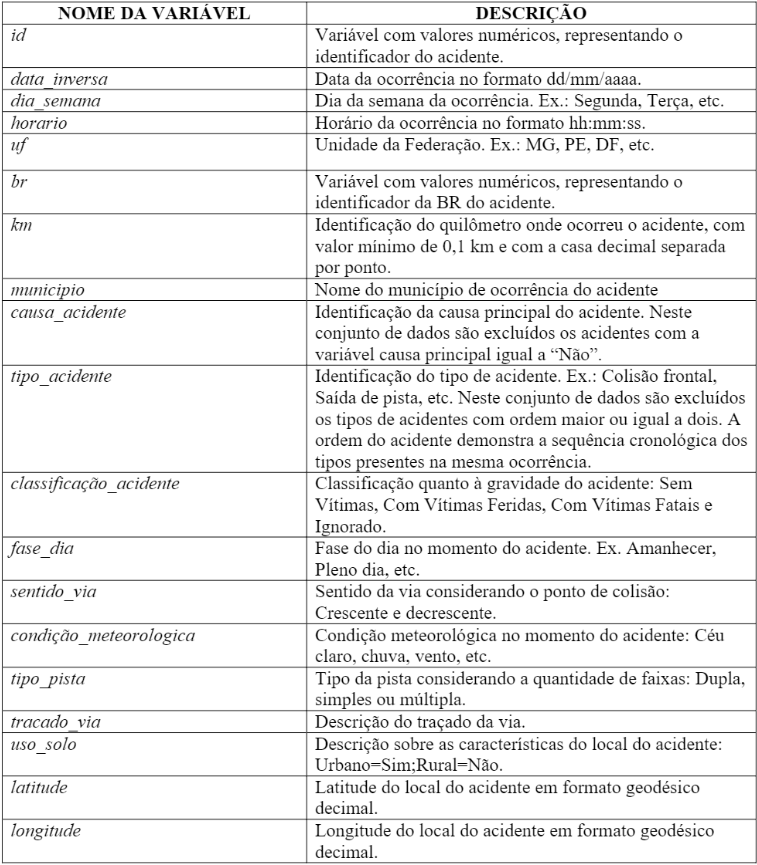 NOME DA VARIÁVEL DESCRIÇÃO
id Variável com valores numéricos, representando o
identificador do acidente.
data_inversa Data da ocorrência no formato dd/mm/aaaa.
dia_semana Dia da semana da ocorrência. Ex.: Segunda, Terça, etc.
horario Horário da ocorrência no formato hh:mm:ss.
uf Unidade da Federação. Ex.: MG, PE, DF, etc.
br Variável com valores numéricos, representando o
identificador da BR do acidente.
km Identificação do quilômetro onde ocorreu o acidente, com
valor mínimo de 0,1 km e com a casa decimal separada
por ponto.
municipio Nome do município de ocorrência do acidente
causa_acidente Identificação da causa principal do acidente. Neste
conjunto de dados são excluídos os acidentes com a
variável causa principal igual a “Não”.
tipo_acidente Identificação do tipo de acidente. Ex.: Colisão frontal,
Saída de pista, etc. Neste conjunto de dados são excluídos
os tipos de acidentes com ordem maior ou igual a dois. A
ordem do acidente demonstra a sequência cronológica dos
tipos presentes na mesma ocorrência.
classificação_acidente Classificação quanto à gravidade do acidente: Sem
Vítimas, Com Vítimas Feridas, Com Vítimas Fatais e
Ignorado.
fase_dia Fase do dia no momento do acidente. Ex. Amanhecer,
Pleno dia, etc.
sentido_via Sentido da via considerando o ponto de colisão:
Crescente e decrescente.
condição_meteorologica Condição meteorológica no momento do acidente: Céu
claro, chuva, vento, etc.
tipo_pista Tipo da pista considerando a quantidade de faixas: Dupla,
simples ou múltipla.
tracado_via Descrição do traçado da via.
uso_solo Descrição sobre as características do local do acidente:
Urbano=Sim;Rural=Não.
latitude Latitude do local do acidente em formato geodésico
decimal.
longitude Longitude do local do acidente em formato geodésico
decimal.